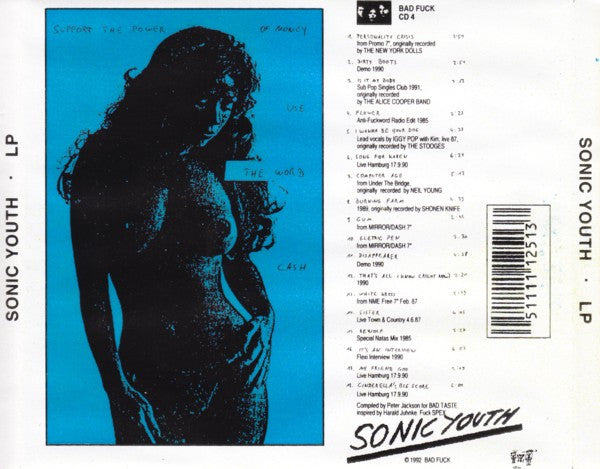 SONIC YOUTH · LP
SUPPORT THE POWER OF MONEY
USE
THE WORD
CASH
BAD FUCK
CD 4
1. PERSONALITY CRISIS
from Promo 7", originally recorded
by THE NEW YORK DOLLS
2. DIRTY BOOTS
Demo 1990
3. IS IT MY BODY
Sub Pop Singles Club 1991;
originally recorded
by THE ALICE COOPER BAND
4. FLOWER
Anti-Fuckword Radio Edit 1985
5. I WANNA BE YOUR DOG
Lead vocals by IGGY POP with Kim, live 87,
originally recorded by THE STOOGES
6. SONG FOR KAREN
Live Hamburg 17.9.90
7. COMPUTER AGE
from Under The Bridge,
originally recorded by NEIL YOUNG
8. BURNING FARM
1989, originally recorded by SHONEN KNIFE
9. GUM
from MIRROR/DASH 7"
10. ELECTRIC PEN
from MIRROR/DASH 7"
11. DISAPPEARER
Demo 1990
12. THAT'S ALL I KNOW (RIGHT NOW)
1990
13. WHITE
from NME Free 7" Feb. 87
14. SISTER
Live Town & Country 4.6.87
15.
Special Natas Mix 1985
16. IT'S AN INTERVIEW
Flexi Interview 1990
17. MY FRIEND GOO
Live Hamburg 17.9.90
18. CINDERELLA'S BIG SCORE
Live Hamburg 17.9.90
Compiled by Peter Jackson for BAD TASTE
inspired by Harald Juhnke. Fuck SPEX
SONIC YOUTH
© 1992 BAD FUCK
51111 12513
SONIC YOUTH · LP